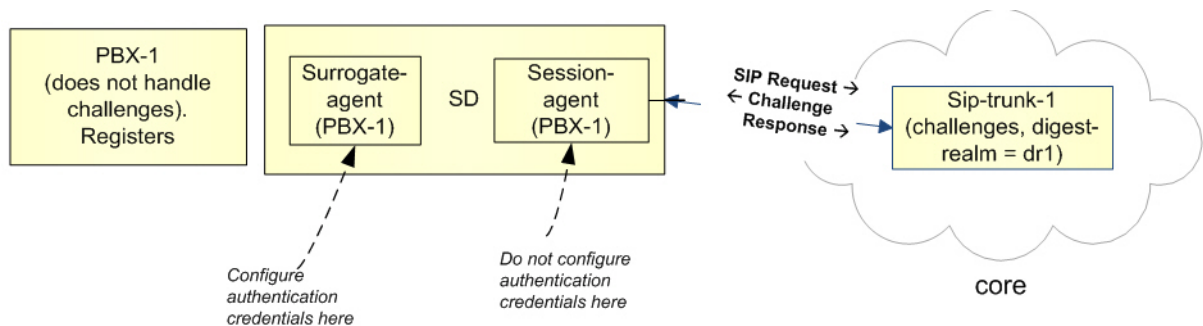 PBX-1
(does not handle
challenges).
Registers
Surrogate-
agent
(PBX-1)
SD
Session-
agent
(PBX-1)
SIP Request →
← Challenge
Response →
Sip-trunk-1
(challenges, digest-
realm = dr1)
Configure
authentication
credentials here
Do not configure
authentication
credentials here
core